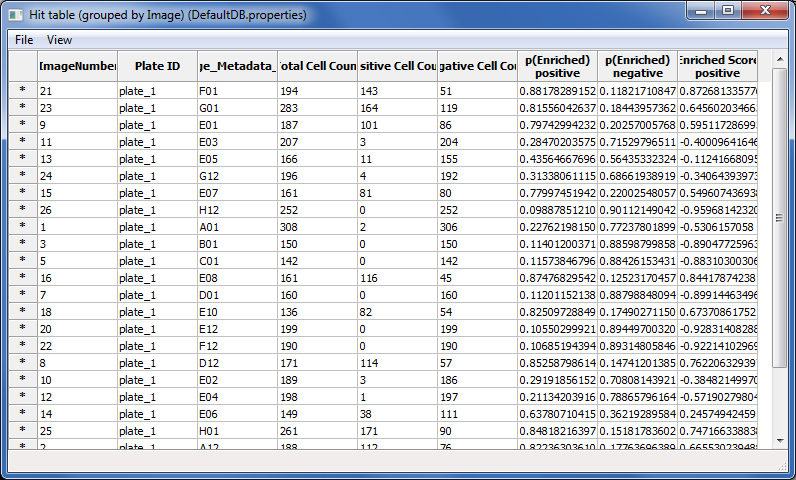 Hit table (grouped by Image) (DefaultDB.properties)
File View
ImageNumber Plate ID ge_Metadata_ Total Cell Coun sitive Cell Cou gative Cell Co p(Enriched) positive p(Enriched) negative Enriched Score positive
* 21 plate_1 F01 194 143 51 0.88178289152 0.11821710847 0.87268133577
* 23 plate_1 G01 283 164 119 0.81556042637 0.18443957362 0.64560203466
* 9 plate_1 E01 187 101 86 0.79742994232 0.20257005768 0.59511728699
* 11 plate_1 E03 207 3 204 0.28470203575 0.71529796511 -0.40009641646
* 13 plate_1 E05 166 11 155 0.43564667696 0.56435332324 -0.11241668095
* 24 plate_1 G12 196 4 192 0.31338061115 0.68661938919 -0.34064393973
* 15 plate_1 E07 161 81 80 0.77997451942 0.22002548057 0.54960743693
* 26 plate_1 H12 252 0 252 0.09887851210 0.90112149042 -0.95968142320
* 1 plate_1 A01 308 2 306 0.22762198150 0.77237801899 -0.5306157058
* 3 plate_1 B01 150 0 150 0.11401200371 0.88598799858 -0.89047725963
* 5 plate_1 C01 142 0 142 0.11573846796 0.88426153431 -0.88310300306
* 16 plate_1 E08 161 116 45 0.87476829542 0.12523170457 0.84417874238
* 7 plate_1 D01 160 0 160 0.11201152138 0.88798848094 -0.89914463496
* 18 plate_1 E10 136 82 54 0.82509728849 0.17490271150 0.67370861752
* 20 plate_1 E12 199 0 199 0.10550299921 0.89449700320 -0.92831408288
* 22 plate_1 F12 190 0 190 0.10685194394 0.89314805846 -0.92214102969
* 8 plate_1 D12 171 114 57 0.85258798614 0.14741201385 0.76220632939
* 10 plate_1 E02 189 3 186 0.29191856152 0.70808143921 -0.38482149970
* 12 plate_1 E04 198 1 197 0.21134203916 0.78865796164 -0.57190279804
* 14 plate_1 E06 149 38 111 0.63780710415 0.36219289584 0.24574942459
* 25 plate_1 H01 261 171 90 0.84818216397 0.15181783602 0.74716633883
* 2 plate_1 A12 188 112 76 0.82236303610 0.17763696389 0.66553023948